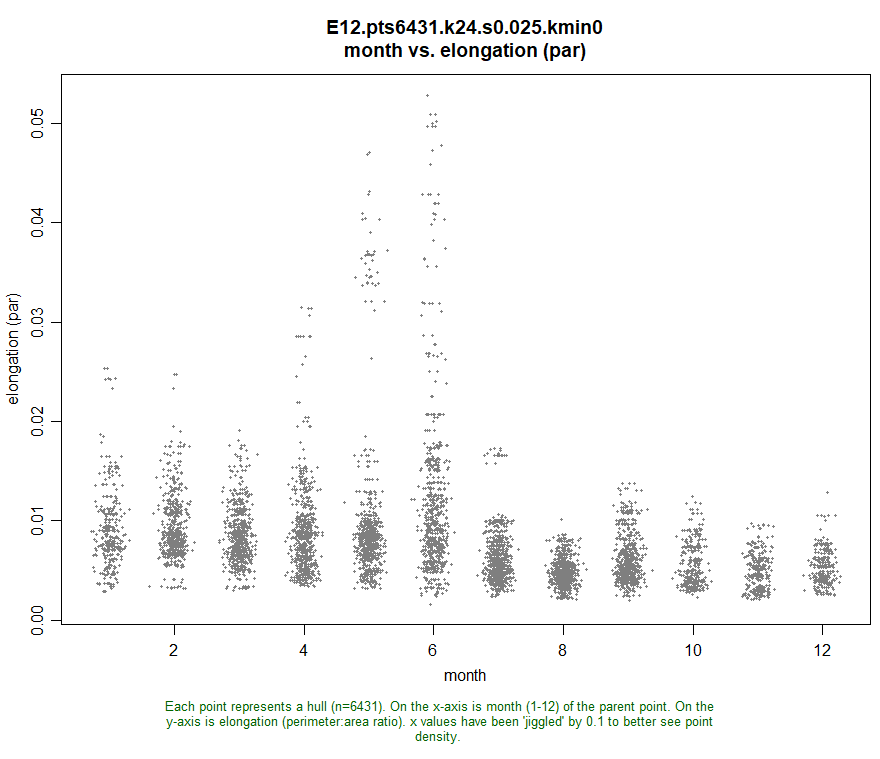 E12.pts6431.k24.s0.025.kmin0
month vs. elongation (par)
0.05
0.04
0.03
0.02
0.01
0.00
elongation (par)
2 4 6 8 10 12
month
Each point represents a hull (n=6431). On the x-axis is month (1-12) of the parent point. On the
y-axis is elongation (perimeter:area ratio). x values have been 'jiggled' by 0.1 to better see point
density.